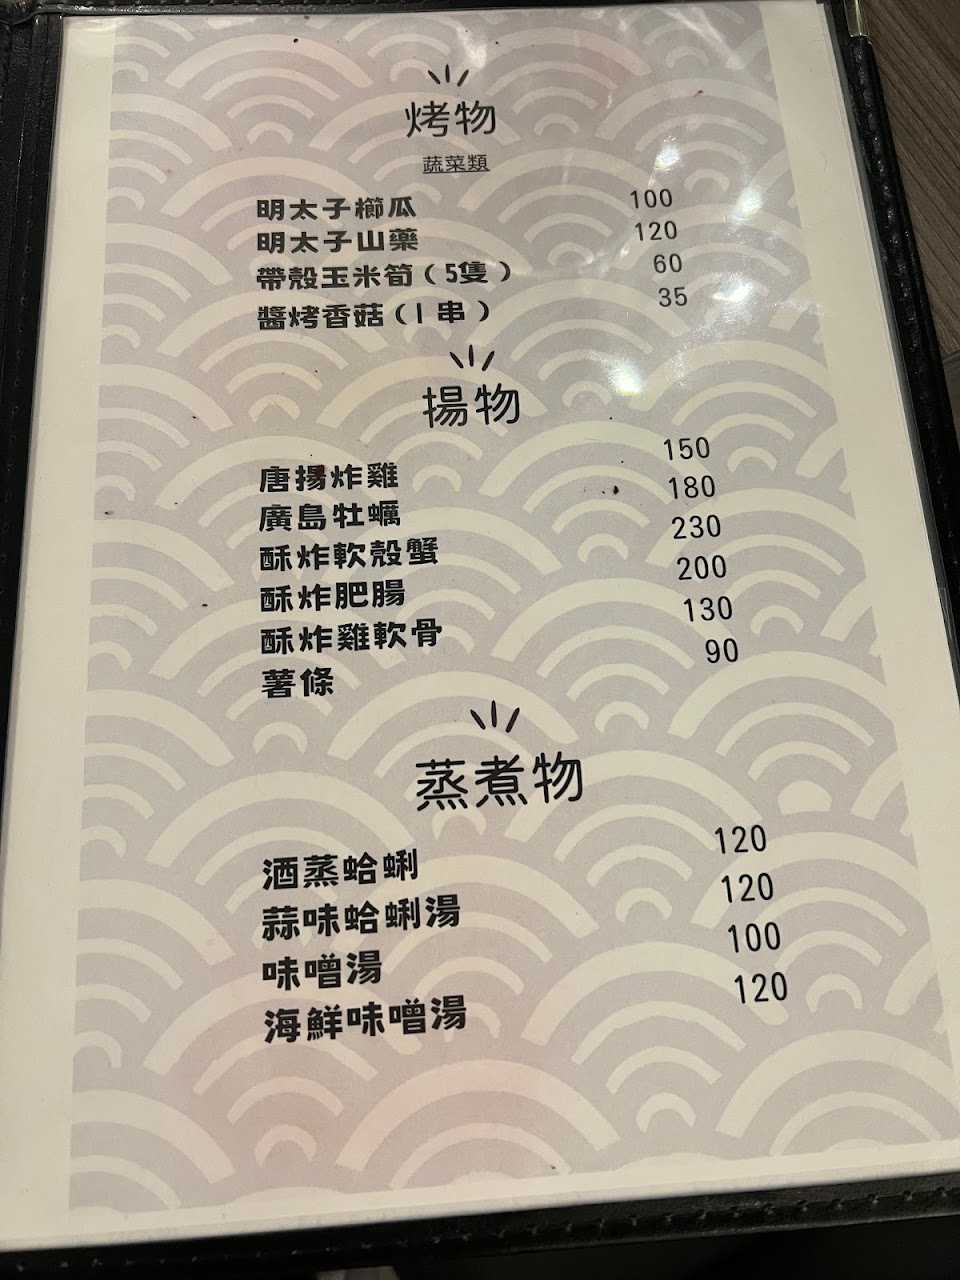 烤物
蔬菜類
明太子櫛瓜 100
明太子山藥 120
帶殼玉米筍（5隻） 60
醬烤香菇（1串） 35
揚物
唐揚炸雞 150
廣島牡蠣 180
酥炸軟殼蟹 230
酥炸肥腸 200
酥炸雞軟骨 130
薯條 90
蒸煮物
酒蒸蛤蜊 120
蒜味蛤蜊湯 120
味噌湯 100
海鮮味噌湯 120